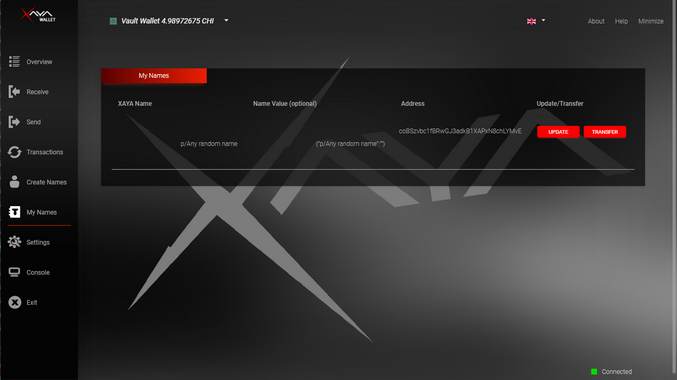 XAYA
WALLET
Vault Wallet 4.98972675 CHI
About
Help
Minimize
Overview
Receive
Send
Transactions
Create Names
My Names
Settings
Console
Exit
My Names
XAYA Name
Name Value (optional)
Address
Update/Transfer
p/Any random name
{"p/Any random name":""}
UPDATE
TRANSFER
XAYA
Connected